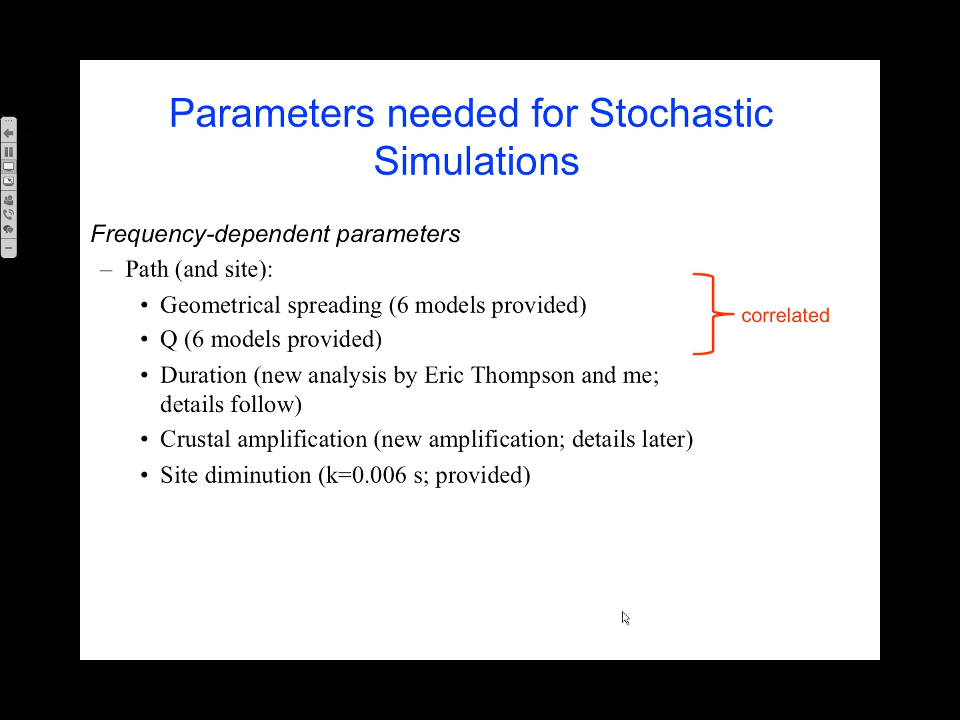 Parameters needed for Stochastic
Simulations
Frequency-dependent parameters
– Path (and site):
• Geometrical spreading (6 models provided)
• Q (6 models provided)
correlated
• Duration (new analysis by Eric Thompson and me;
details follow)
• Crustal amplification (new amplification; details later)
• Site diminution (k=0.006 s; provided)